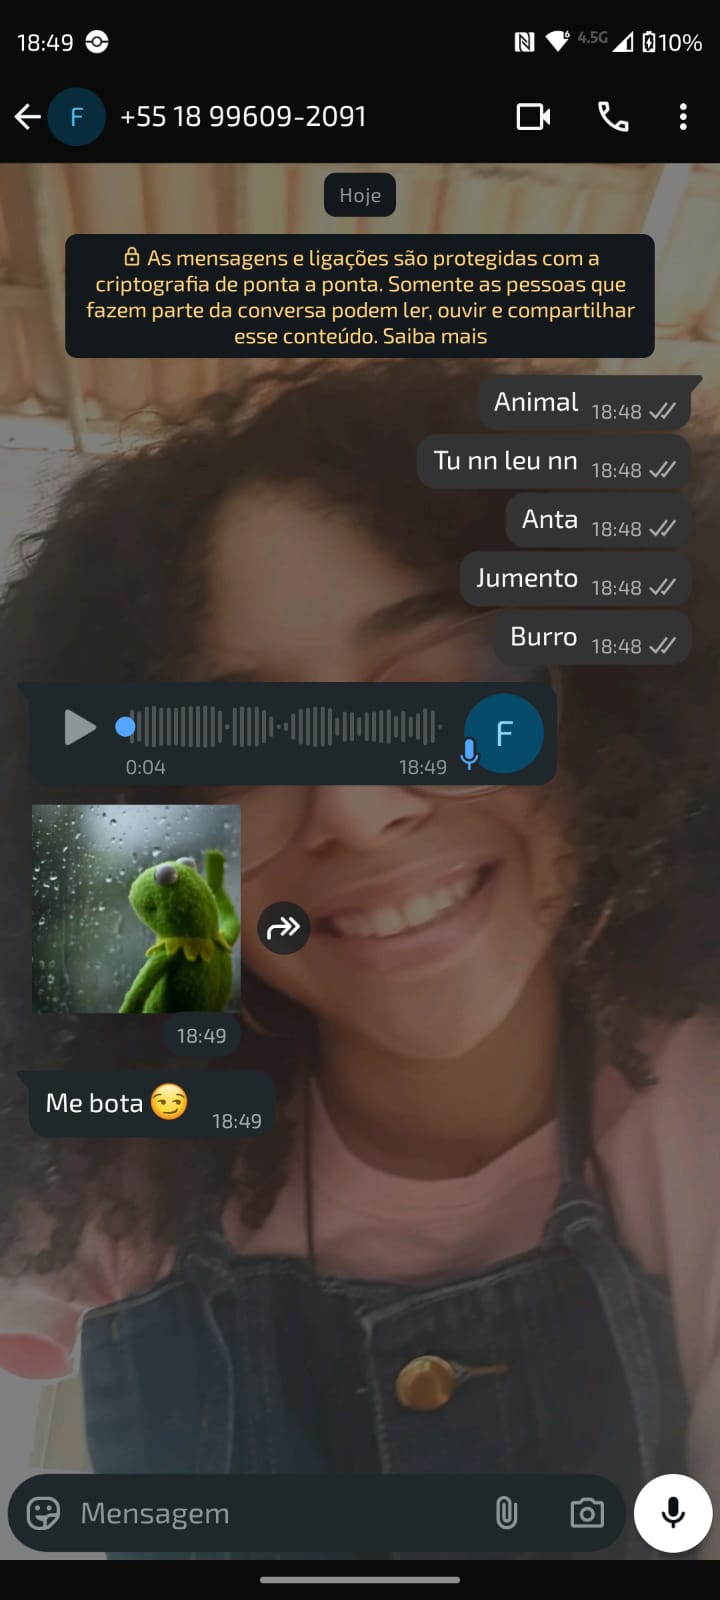 18:49 4.5G 10%
F +55 18 99609-2091
Hoje
As mensagens e ligações são protegidas com a
criptografia de ponta a ponta. Somente as pessoas que
fazem parte da conversa podem ler, ouvir e compartilhar
esse conteúdo. Saiba mais
Animal 18:48
Tu nn leu nn 18:48
Anta 18:48
Jumento 18:48
Burro 18:48
F
0:04 18:49
18:49
Me bota 😏 18:49
Mensagem